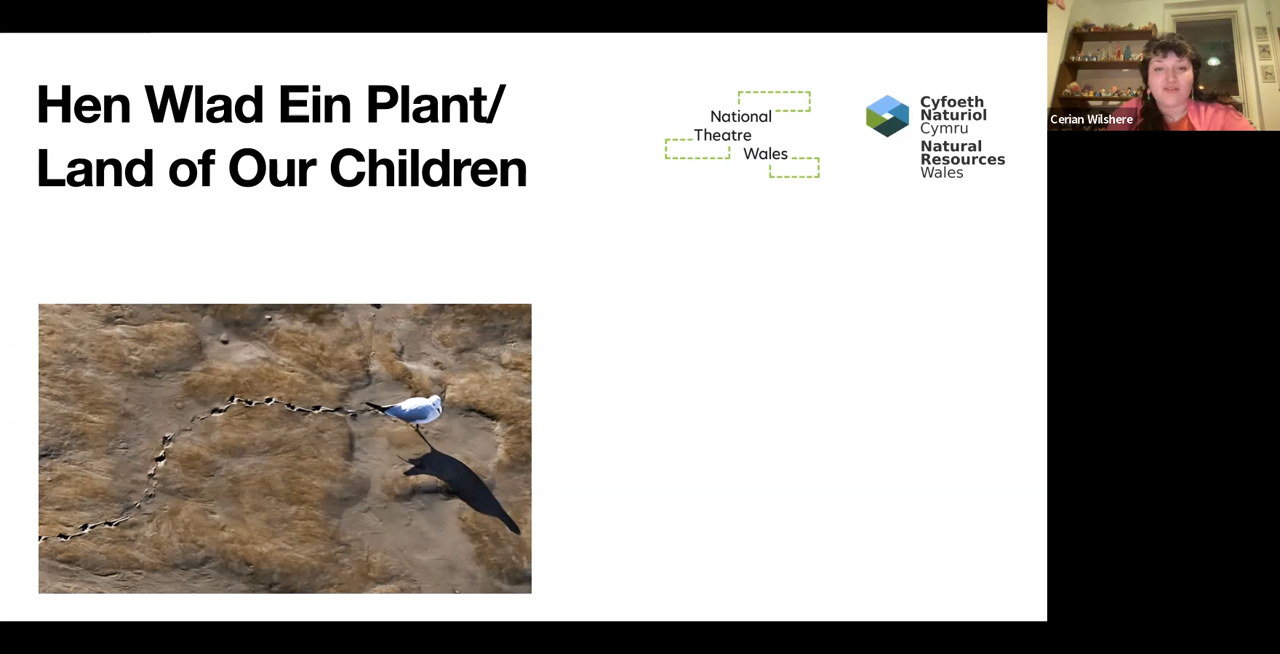 Hen Wlad Ein Plant/
Land of Our Children
National
Theatre
Wales
Cyfoeth
Naturiol
Cymru
Natural
Resources
Wales
Cerian Wilshere